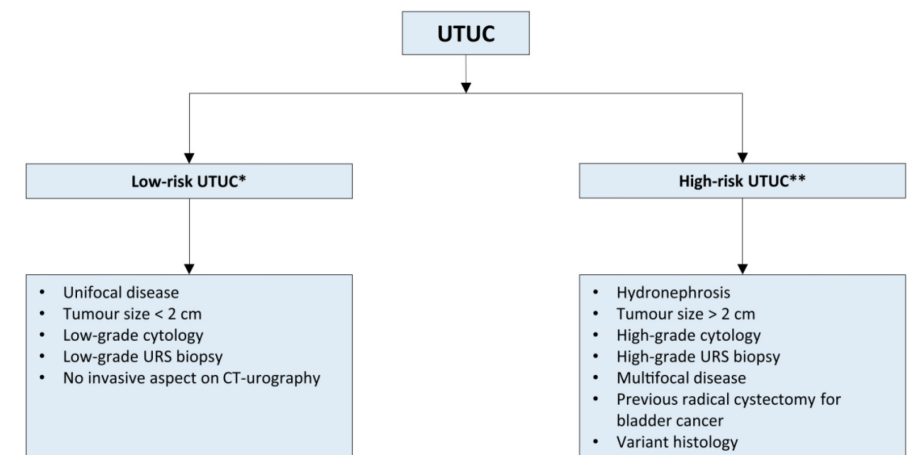 UTUC
Low-risk UTUC*
High-risk UTUC**
• Unifocal disease
• Tumour size < 2 cm
• Low-grade cytology
• Low-grade URS biopsy
• No invasive aspect on CT-urography
• Hydronephrosis
• Tumour size > 2 cm
• High-grade cytology
• High-grade URS biopsy
• Multifocal disease
• Previous radical cystectomy for
bladder cancer
• Variant histology